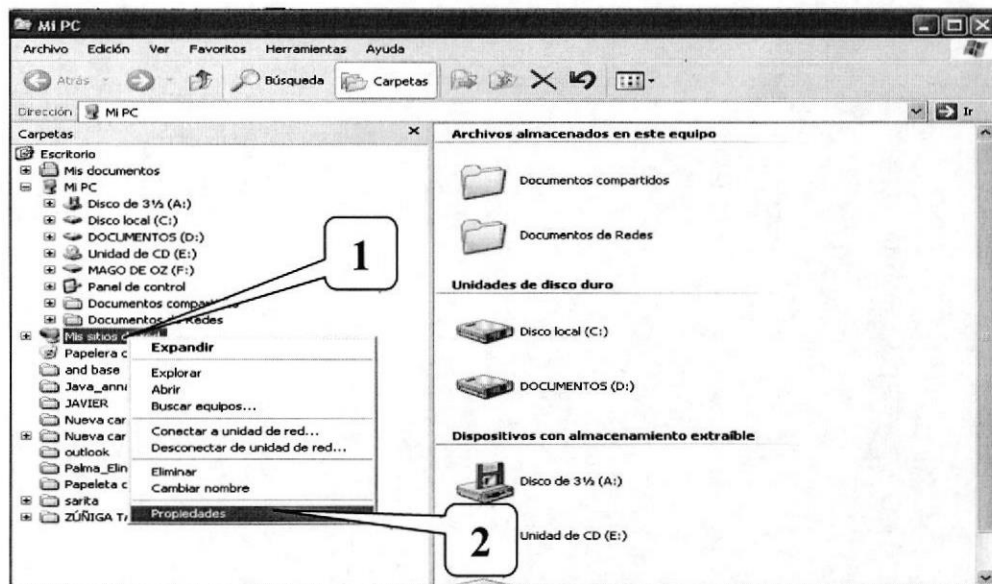 Mi PC
Archivo Edición Ver Favoritos Herramientas Ayuda
Atrás Búsqueda Carpetas
Dirección Mi PC Ir
Carpetas
Escritorio
Mis documentos
Mi PC
Disco de 3½ (A:)
Disco local (C:)
DOCUMENTOS (D:)
Unidad de CD (E:)
MAGO DE OZ (F:)
Panel de control
Documentos
Documentos de Redes
Mis sitios
Papelera
and base
JAVIER
Nueva car
Nueva car
outlook
Palma_Elin
Papeleta c
sarita
ZÚÑIGA
Expandir
Explorar
Abrir
Buscar equipos...
Conectar a unidad de red...
Desconectar de unidad de red...
Eliminar
Cambiar nombre
Propiedades
1
2
Archivos almacenados en este equipo
Documentos compartidos
Documentos de Redes
Unidades de disco duro
Disco local (C:)
DOCUMENTOS (D:)
Dispositivos con almacenamiento extraíble
Disco de 3½ (A:)
Unidad de CD (E:)